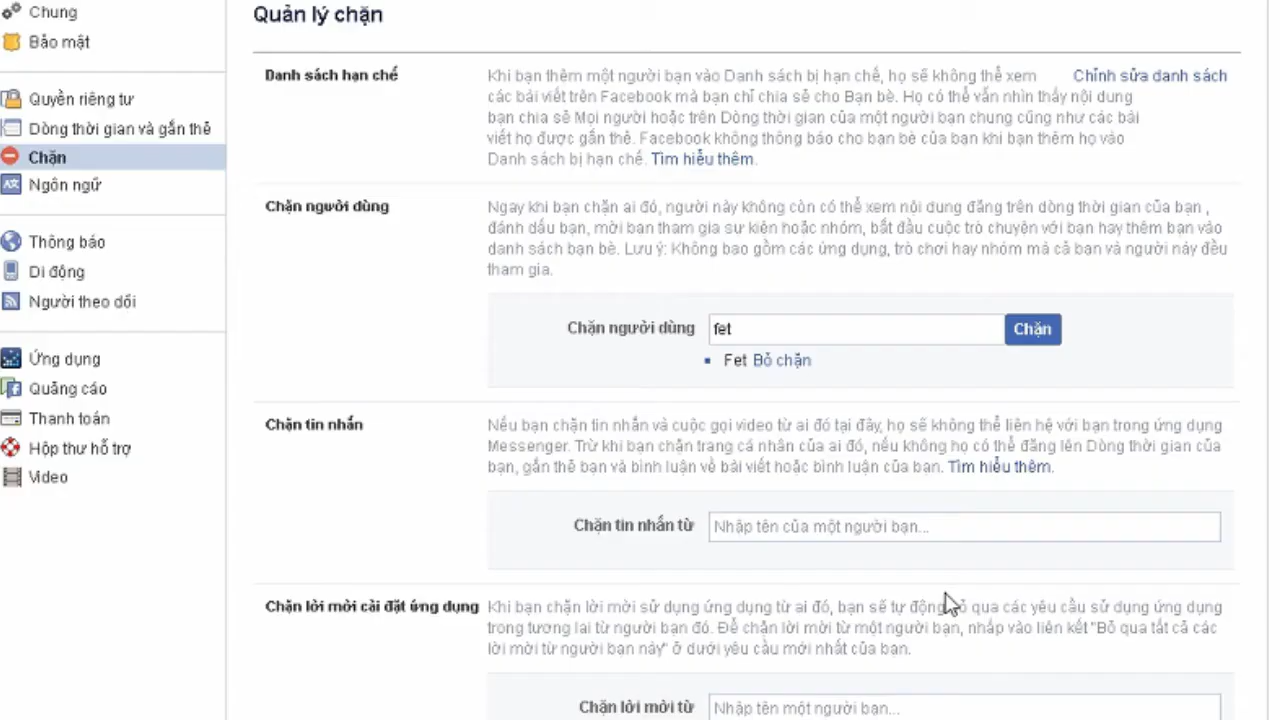 Chung
Bảo mật
Quyền riêng tư
Dòng thời gian và gắn thẻ
Chặn
Ngôn ngữ
Thông báo
Di động
Người theo dõi
Ứng dụng
Quảng cáo
Thanh toán
Hộp thư hỗ trợ
Video
Quản lý chặn
Danh sách hạn chế
Khi bạn thêm một người bạn vào Danh sách bị hạn chế, họ sẽ không thể xem
Chỉnh sửa danh sách
các bài viết trên Facebook mà bạn chỉ chia sẻ cho Bạn bè. Họ có thể vẫn nhìn thấy nội dung
bạn chia sẻ Mọi người hoặc trên Dòng thời gian của một người bạn chung cũng như các bài
viết họ được gắn thẻ. Facebook không thông báo cho bạn bè của bạn khi bạn thêm họ vào
Danh sách bị hạn chế. Tìm hiểu thêm.
Chặn người dùng
Ngay khi bạn chặn ai đó, người này không còn có thể xem nội dung đăng trên dòng thời gian của bạn ,
đánh dấu bạn, mời bạn tham gia sự kiện hoặc nhóm, bắt đầu cuộc trò chuyện với bạn hay thêm bạn vào
danh sách bạn bè. Lưu ý: Không bao gồm các ứng dụng, trò chơi hay nhóm mà cả bạn và người này đều
tham gia.
Chặn người dùng
fet
Chặn
Fet Bỏ chặn
Chặn tin nhắn
Nếu bạn chặn tin nhắn và cuộc gọi video từ ai đó tại đây, họ sẽ không thể liên hệ với bạn trong ứng dụng
Messenger. Trừ khi bạn chặn trang cá nhân của ai đó, nếu không họ có thể đăng lên Dòng thời gian của
bạn, gắn thẻ bạn và bình luận về bài viết hoặc bình luận của bạn. Tìm hiểu thêm.
Chặn tin nhắn từ
Nhập tên của một người bạn...
Chặn lời mời cài đặt ứng dụng
Khi bạn chặn lời mời sử dụng ứng dụng từ ai đó, bạn sẽ tự động bỏ qua các yêu cầu sử dụng ứng dụng
trong tương lai từ người bạn đó. Để chặn lời mời từ một người bạn, nhấp vào liên kết "Bỏ qua tất cả các
lời mời từ người bạn này" ở dưới yêu cầu mới nhất của bạn.
Chặn lời mời từ
Nhập tên một người bạn...